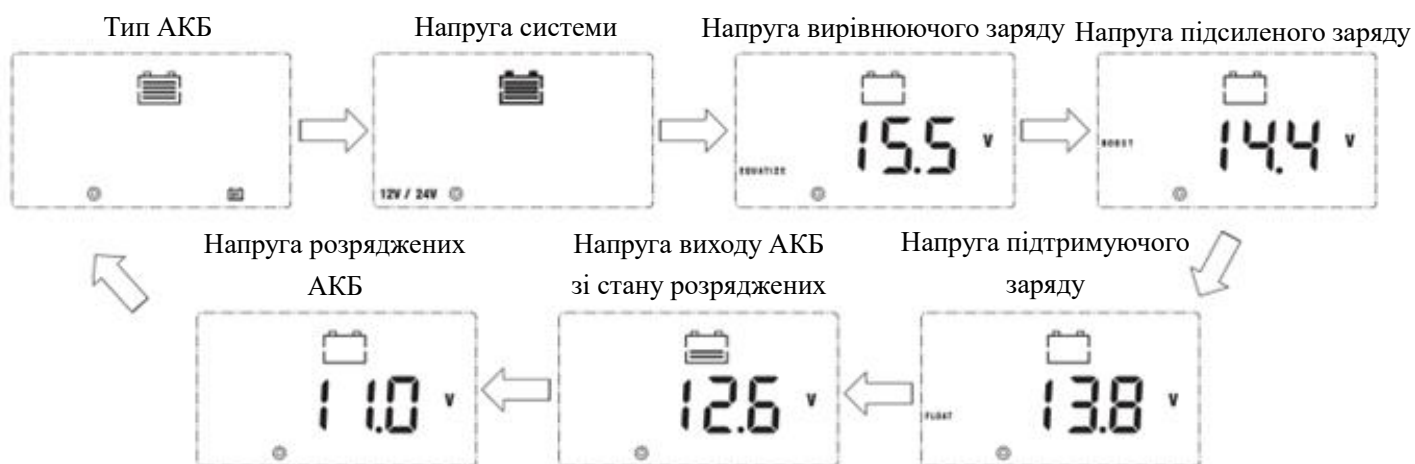 Тип АКБ
Напруга системи
Напруга вирівнюючого заряду
Напруга підсиленого заряду
12V / 24V
EQUATIZE
15.5 V
BOOST
14.4 V
Напруга розряджених
АКБ
Напруга виходу АКБ
зі стану розряджених
Напруга підтримуючого
заряду
11.0 V
12.6 V
FLOAT
13.8 V